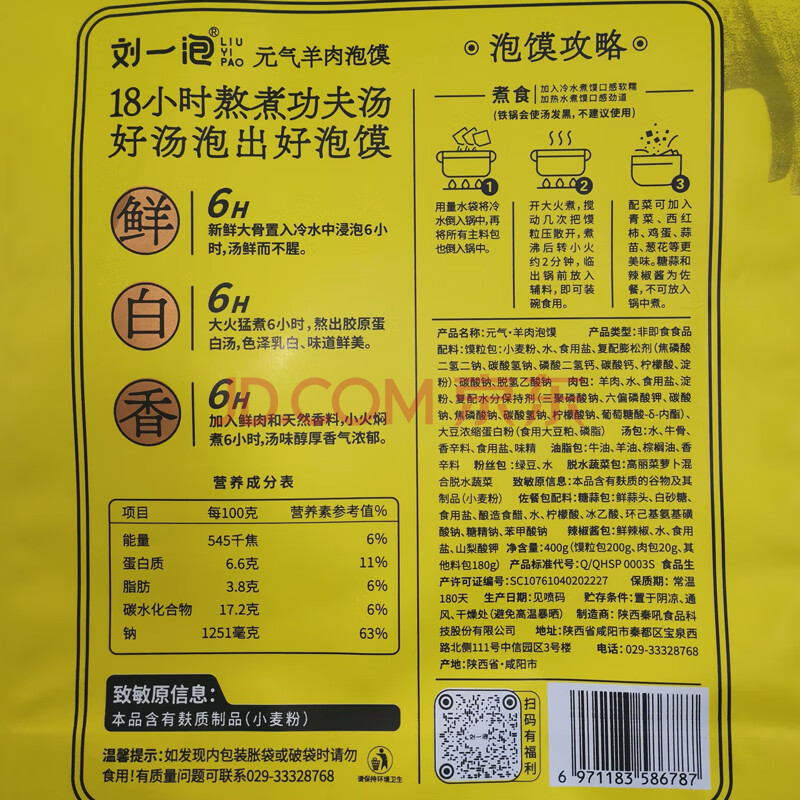 刘一泡® LIU YI PAO 元气羊肉泡馍
18小时熬煮功夫汤
好汤泡出好泡馍
鲜
6H
新鲜大骨置入冷水中浸泡6小
时,汤鲜而不腥。
白
6H
大火猛煮6小时,熬出胶原蛋
白汤,色泽乳白、味道鲜美。
香
6H
加入鲜肉和天然香料,小火焖
煮6小时,汤味醇厚香气浓郁。
营养成分表
项目 每100克 营养素参考值%
能量 545千焦 6%
蛋白质 6.6克 11%
脂肪 3.8克 6%
碳水化合物 17.2克 6%
钠 1251毫克 63%
致敏原信息:
本品含有麸质制品(小麦粉)
温馨提示:如发现内包装胀袋或破袋时请勿
食用!有质量问题可联系029-33328768
请保持环境卫生
泡馍攻略
煮食 加入冷水煮馍口感软糯
加热水煮馍口感劲道
(铁锅会使汤发黑,不建议使用)
1
用量水袋将冷
水倒入锅中,再
将所有主料包
也倒入锅中。
2
开大火煮,搅
动几次把馍
粒压散开,煮
沸后转小火
约2分钟,临
出锅前放入
辅料,即可装
碗食用。
3
配菜可加入
青菜、西红
柿、鸡蛋、蒜
苗、葱花等更
美味。糖蒜和
辣椒酱为佐
餐,不可放入
锅中煮。
产品名称:元气·羊肉泡馍 产品类型:非即食食品
配料:馍粒包:小麦粉、水、食用盐、复配膨松剂(焦磷酸
二氢二钠、碳酸氢钠、磷酸二氢钙、碳酸钙、柠檬酸、淀
粉)、碳酸钠、脱氢乙酸钠 肉包:羊肉、水、食用盐、淀
粉、复配水分保持剂(三聚磷酸钠、六偏磷酸钾、碳酸
钠、焦磷酸钠、碳酸氢钠、柠檬酸钠、葡萄糖酸-δ-内酯)、
大豆浓缩蛋白粉(食用大豆粕、磷脂) 汤包:水、牛骨、
香辛料、食用盐、味精 油脂包:牛油、羊油、棕榈油、香
辛料 粉丝包:绿豆、水 脱水蔬菜包:高丽菜萝卜混
合脱水蔬菜 致敏原信息:本品含有麸质的谷物及其
制品(小麦粉) 佐餐包配料:糖蒜包:鲜蒜头、白砂糖、
食用盐、酿造食醋、水、柠檬酸、冰乙酸、环己基氨基磺
酸钠、糖精钠、苯甲酸钠 辣椒酱包:鲜辣椒、水、食用
盐、山梨酸钾 净含量:400g(馍粒包200g、肉包20g、其
他料包180g) 产品标准代号:Q/QHSP 0003S 食品生
产许可证编号:SC10761040202227 保质期:常温
180天 生产日期:见喷码 贮存条件:置于阴凉、通
风、干燥处(避免高温暴晒) 制造商:陕西秦吼食品科
技股份有限公司 地址:陕西省咸阳市秦都区宝泉西
路北侧111号中信园区3号楼 电话:029-33328768
产地:陕西省·咸阳市
刘一泡
扫码有福利
6 971183 586787
JD.COM 京东